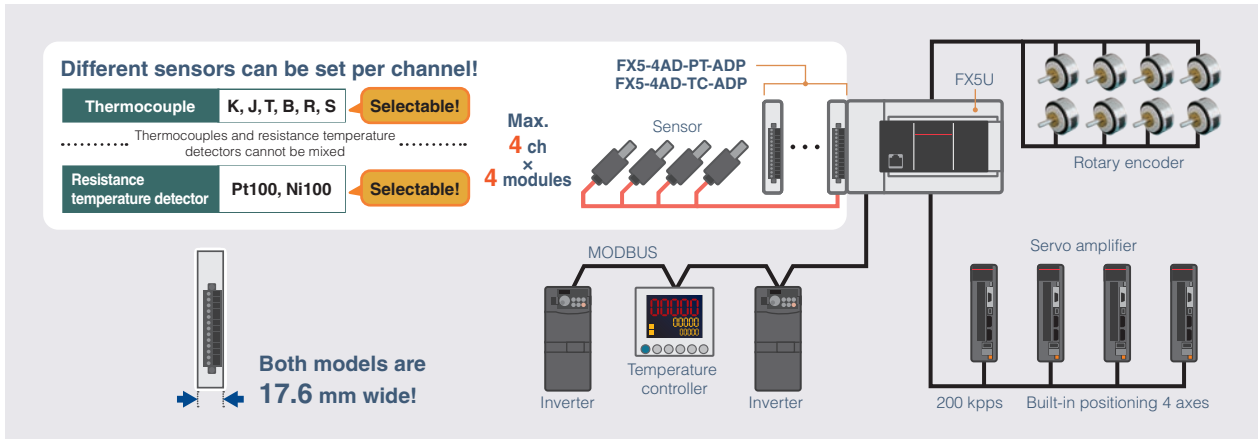 Different sensors can be set per channel!
Thermocouple K, J, T, B, R, S Selectable!
Thermocouples and resistance temperature
detectors cannot be mixed
Resistance
temperature detector Pt100, Ni100 Selectable!
Max.
4 ch
×
4 modules
Sensor
FX5-4AD-PT-ADP
FX5-4AD-TC-ADP
FX5U
Rotary encoder
Both models are
17.6 mm wide!
MODBUS
00000
00000
00000
Inverter
Temperature
controller
Inverter
Servo amplifier
200 kpps Built-in positioning 4 axes